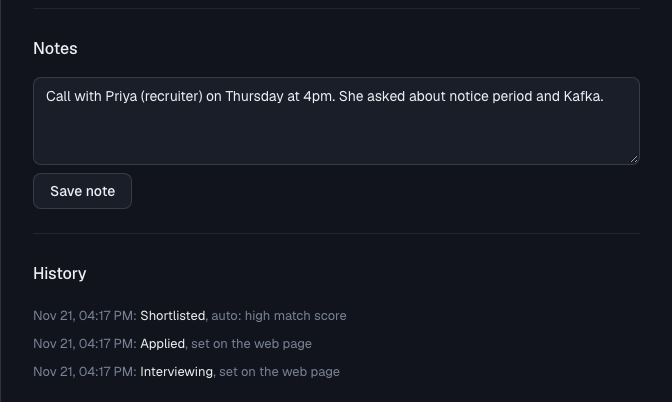 Notes
Call with Priya (recruiter) on Thursday at 4pm. She asked about notice period and Kafka.
Save note
History
Nov 21, 04:17 PM: Shortlisted, auto: high match score
Nov 21, 04:17 PM: Applied, set on the web page
Nov 21, 04:17 PM: Interviewing, set on the web page